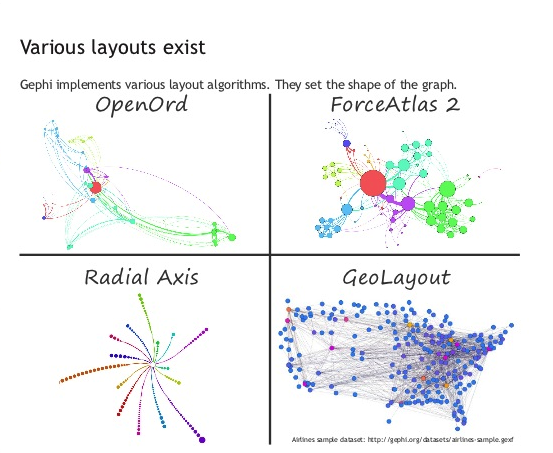 Various layouts exist
Gephi implements various layout algorithms. They set the shape of the graph.
OpenOrd
ForceAtlas 2
Radial Axis
GeoLayout
Airlines sample dataset: http://gephi.org/datasets/airlines-sample.gexf